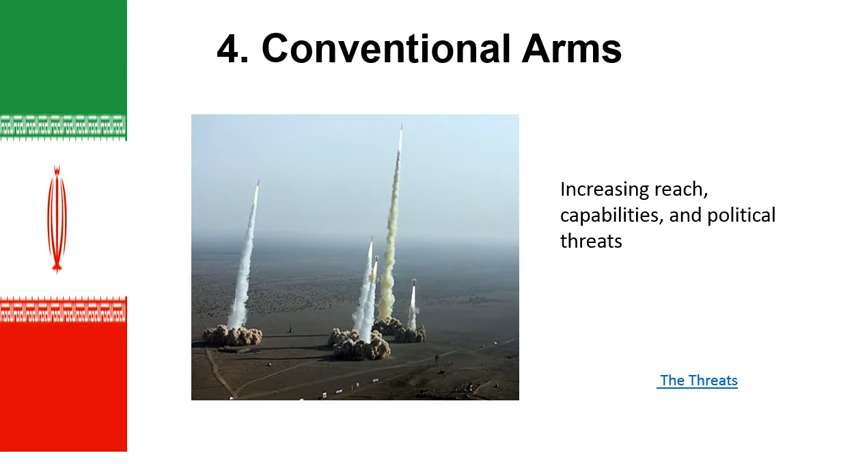 4. Conventional Arms
Increasing reach,
capabilities, and political
threats
The Threats